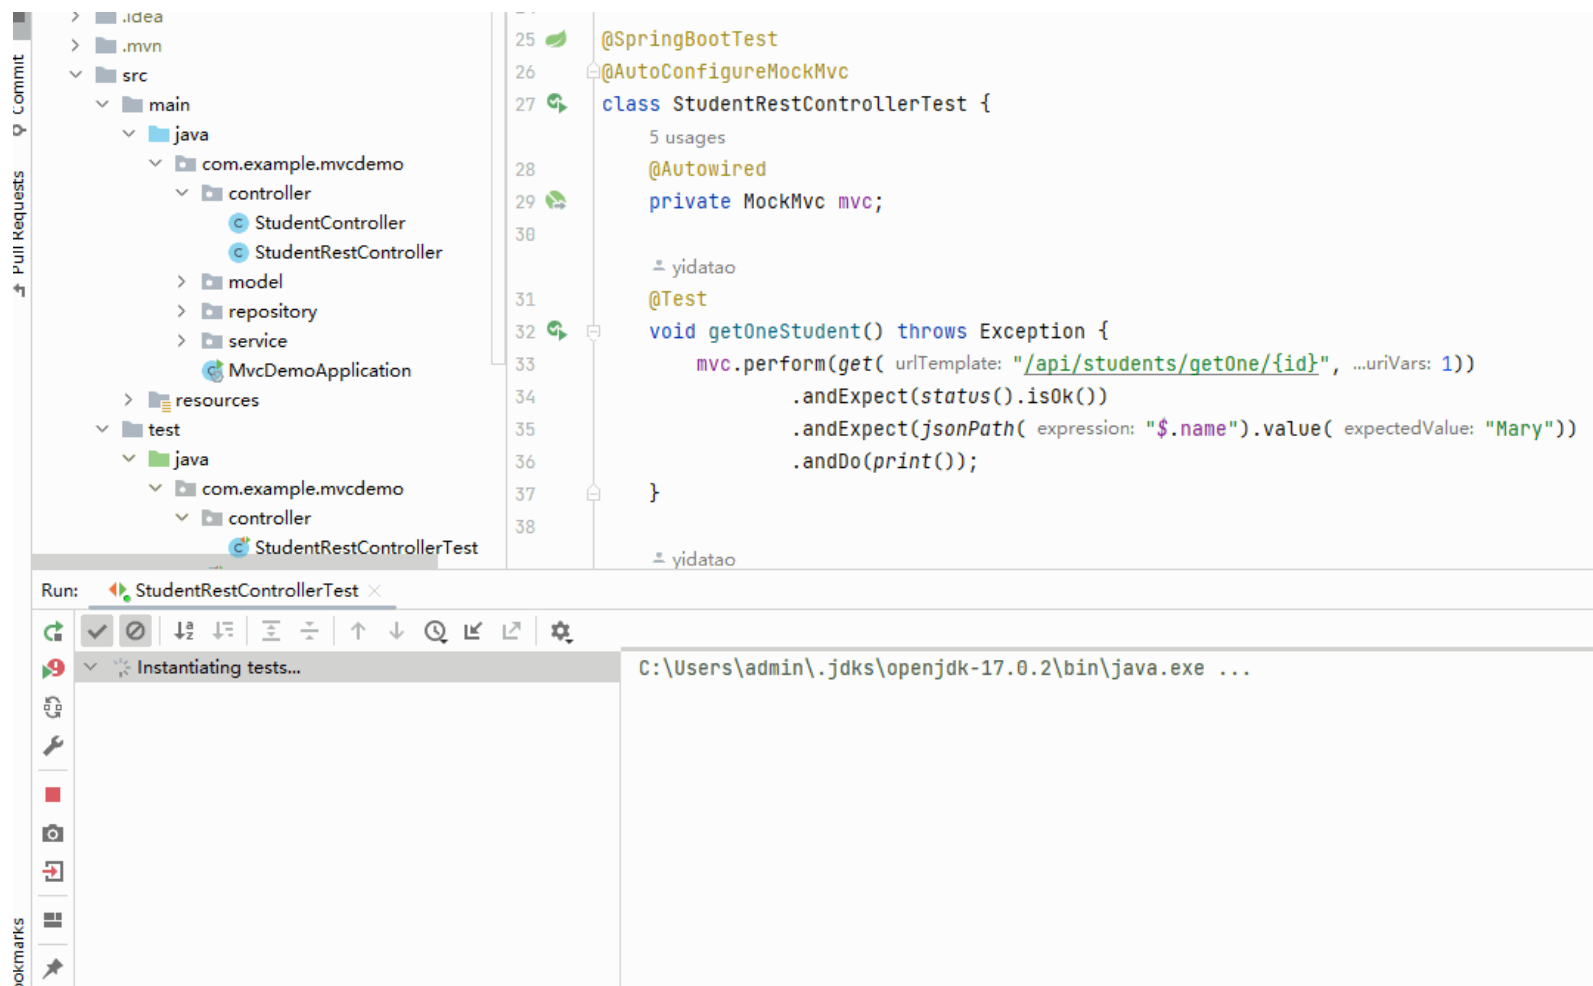 Commit
Pull Requests
.idea
.mvn
src
main
java
com.example.mvcdemo
controller
StudentController
StudentRestController
model
repository
service
MvcDemoApplication
resources
test
java
com.example.mvcdemo
controller
StudentRestControllerTest
25 @SpringBootTest
26 @AutoConfigureMockMvc
27 class StudentRestControllerTest {
5 usages
28 @Autowired
29 private MockMvc mvc;
30
yidatao
31 @Test
32 void getOneStudent() throws Exception {
33 mvc.perform(get( urlTemplate: "/api/students/getOne/{id}", ...uriVars: 1))
34 .andExpect(status().isOk())
35 .andExpect(jsonPath( expression: "$.name").value( expectedValue: "Mary"))
36 .andDo(print());
37 }
38
yidatao
Run: StudentRestControllerTest
Instantiating tests...
C:\Users\admin\.jdks\openjdk-17.0.2\bin\java.exe ...